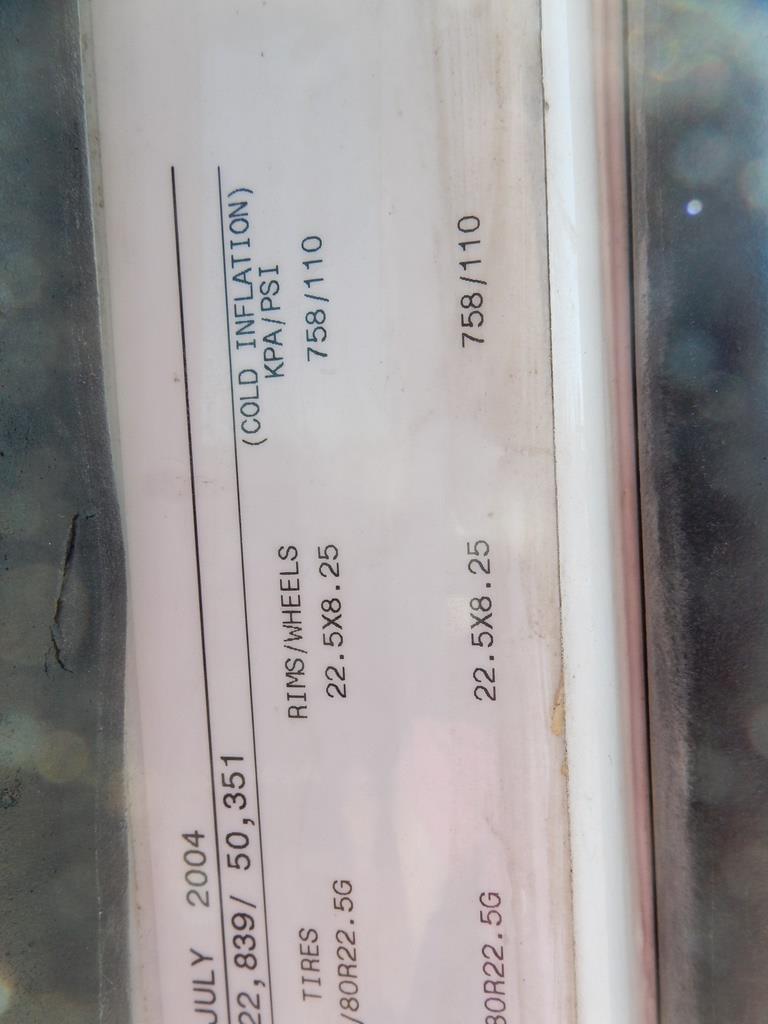 JULY 2004
22,839/ 50,351
(COLD INFLATION)
TIRES RIMS/WHEELS KPA/PSI
/80R22.5G 22.5X8.25 758/110
80R22.5G 22.5X8.25 758/110